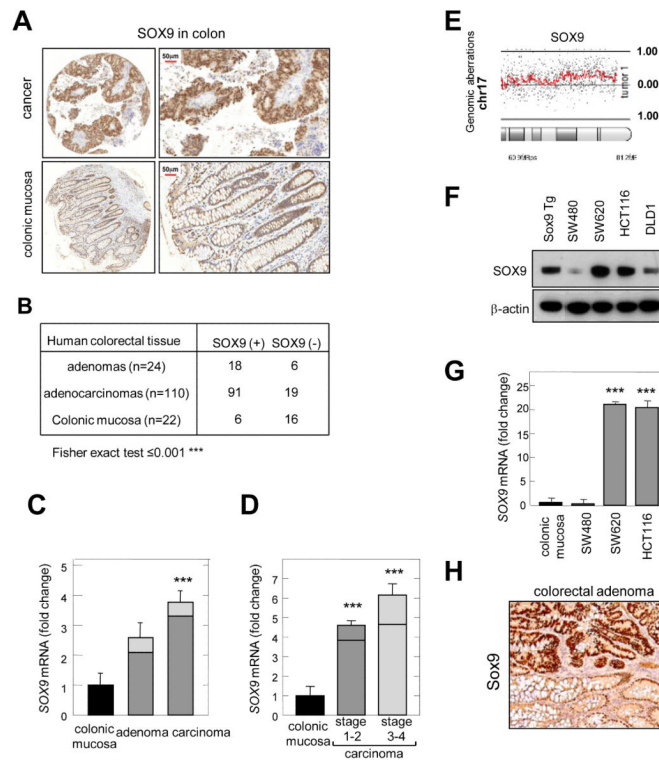 A
SOX9 in colon
cancer
50µm
50µm
colonic mucosa
50µm
B
Human colorectal tissue SOX9 (+) SOX9 (-)
adenomas (n=24) 18 6
adenocarcinomas (n=110) 91 19
Colonic mucosa (n=22) 6 16
Fisher exact test ≤0.001 ***
C
SOX9 mRNA (fold change)
5
4
3
2
1
0
***
colonic mucosa
adenoma
carcinoma
D
SOX9 mRNA (fold change)
7
6
5
4
3
2
1
0
***
***
colonic mucosa
stage 1-2
stage 3-4
carcinoma
E
SOX9
Genomic aberrations
chr17
1.00
0.00
1.00
tumor 1
F
Sox9 Tg
SW480
SW620
HCT116
DLD1
SOX9
β-actin
G
SOX9 mRNA (fold change)
25
20
15
10
5
0
***
***
colonic mucosa
SW480
SW620
HCT116
H
colorectal adenoma
Sox9